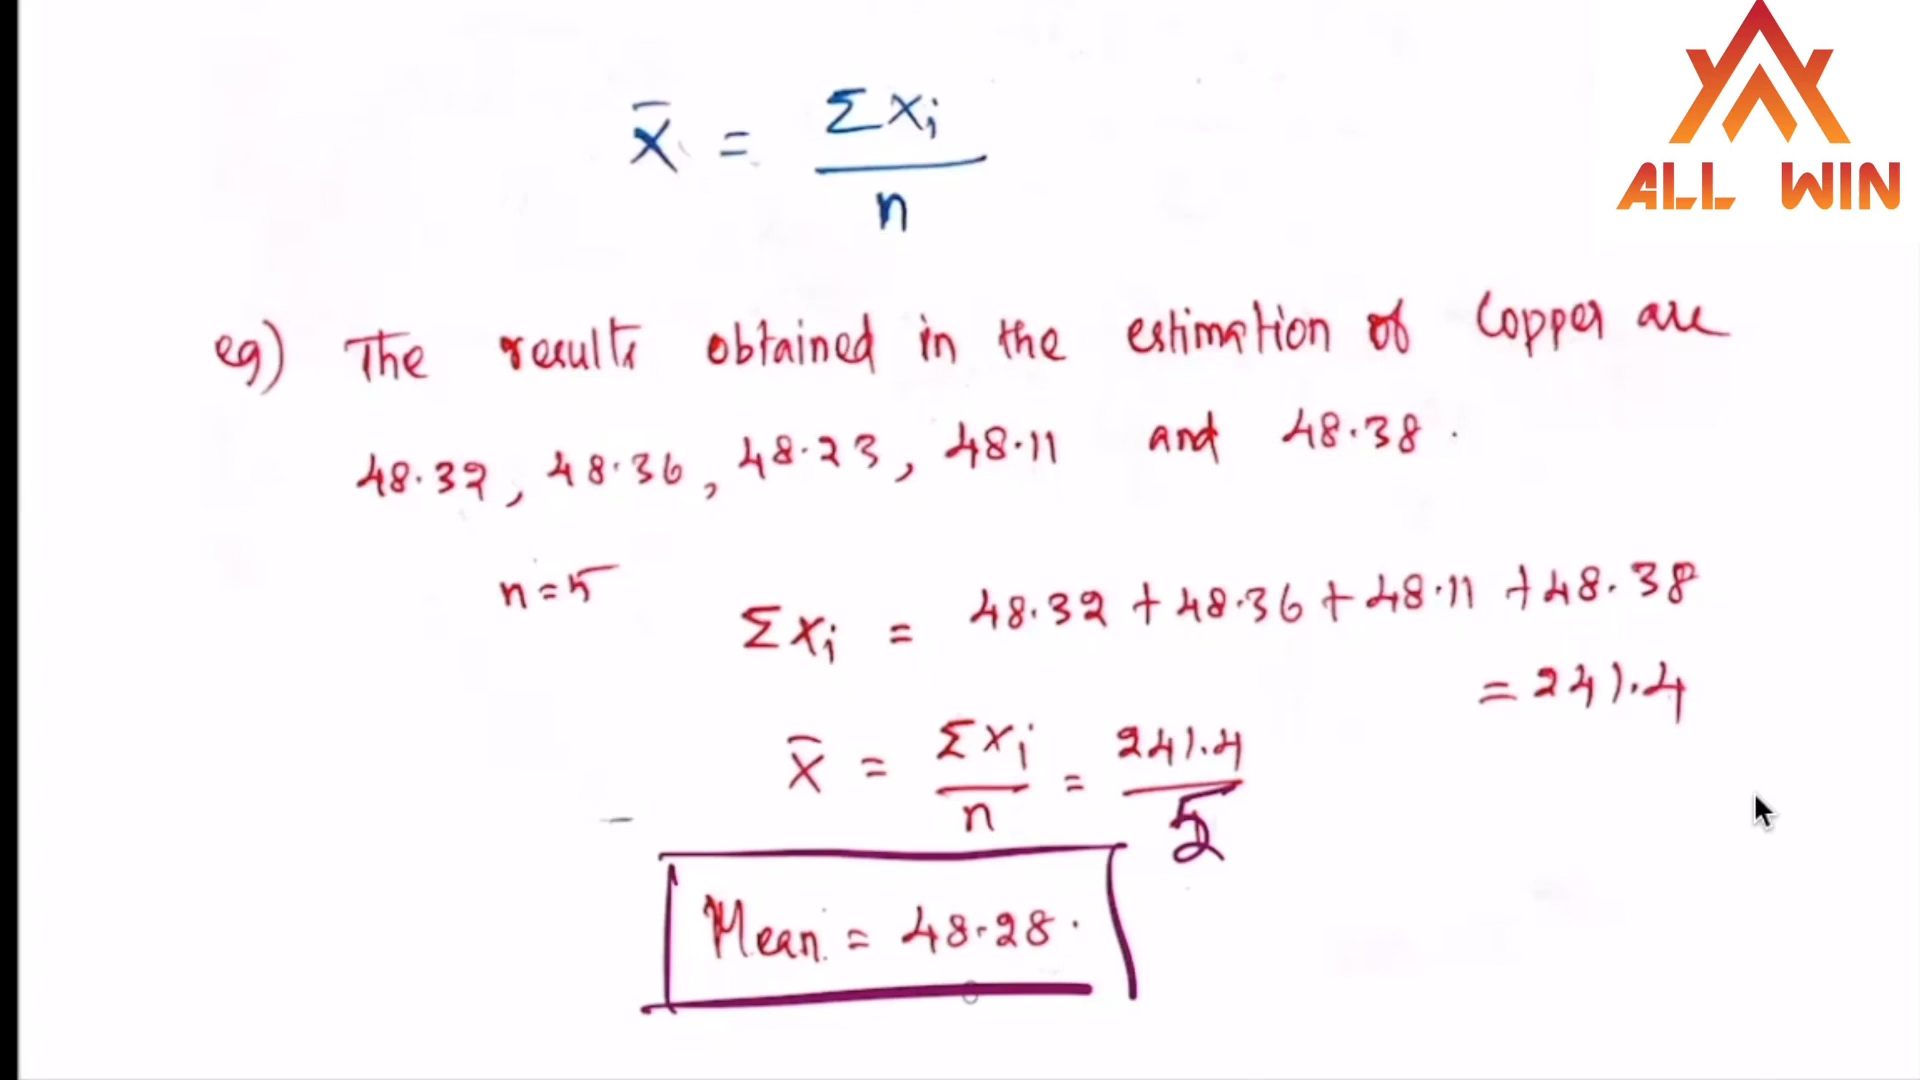 ALL WIN
x̄ = Σxi / n
eg) The results obtained in the estimation of Copper are
48.32, 48.36, 48.23, 48.11 and 48.38.
n=5
Σxi = 48.32 + 48.36 + 48.11 + 48.38
= 241.4
x̄ = Σxi / n = 241.4 / 5
Mean = 48.28.